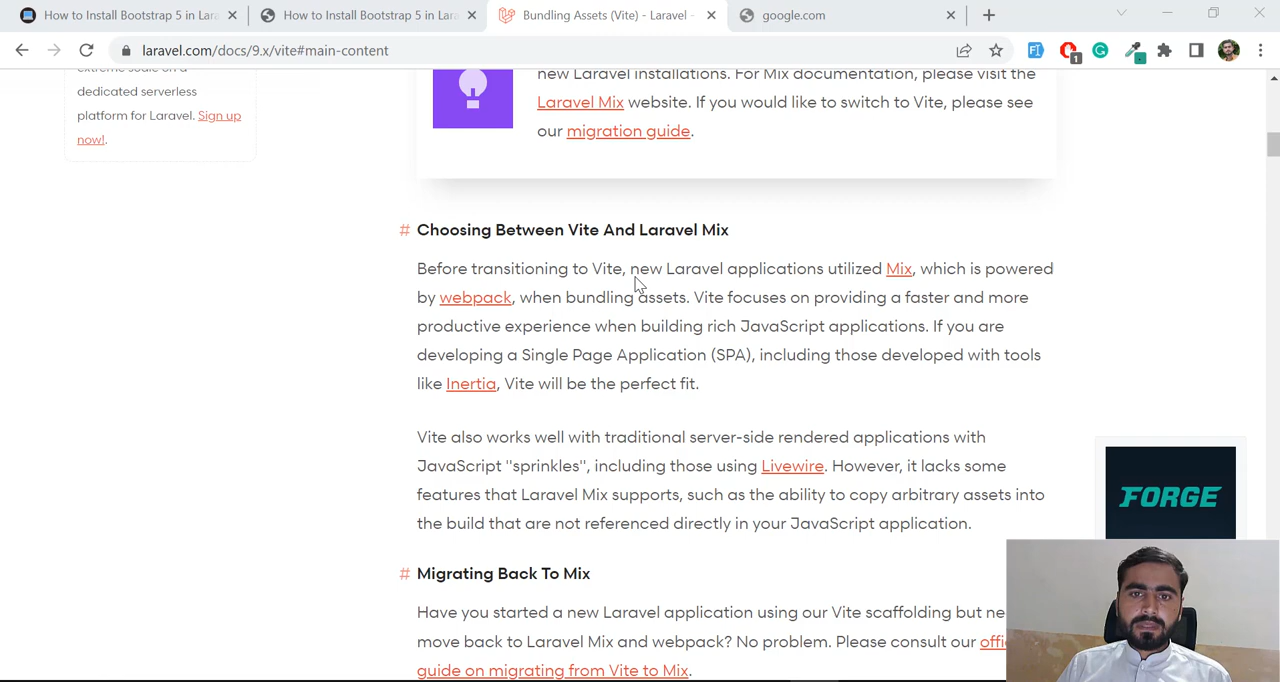 How to Install Bootstrap 5 in Lara
How to Install Bootstrap 5 in Lara
Bundling Assets (Vite) - Laravel -
google.com
laravel.com/docs/9.x/vite#main-content
1
extreme scale on a
dedicated serverless
platform for Laravel. Sign up
now!.
new Laravel installations. For Mix documentation, please visit the
Laravel Mix website. If you would like to switch to Vite, please see
our migration guide.
# Choosing Between Vite And Laravel Mix
Before transitioning to Vite, new Laravel applications utilized Mix, which is powered
by webpack, when bundling assets. Vite focuses on providing a faster and more
productive experience when building rich JavaScript applications. If you are
developing a Single Page Application (SPA), including those developed with tools
like Inertia, Vite will be the perfect fit.
Vite also works well with traditional server-side rendered applications with
JavaScript "sprinkles", including those using Livewire. However, it lacks some
features that Laravel Mix supports, such as the ability to copy arbitrary assets into
the build that are not referenced directly in your JavaScript application.
FORGE
# Migrating Back To Mix
Have you started a new Laravel application using our Vite scaffolding but ne
move back to Laravel Mix and webpack? No problem. Please consult our offi
guide on migrating from Vite to Mix.